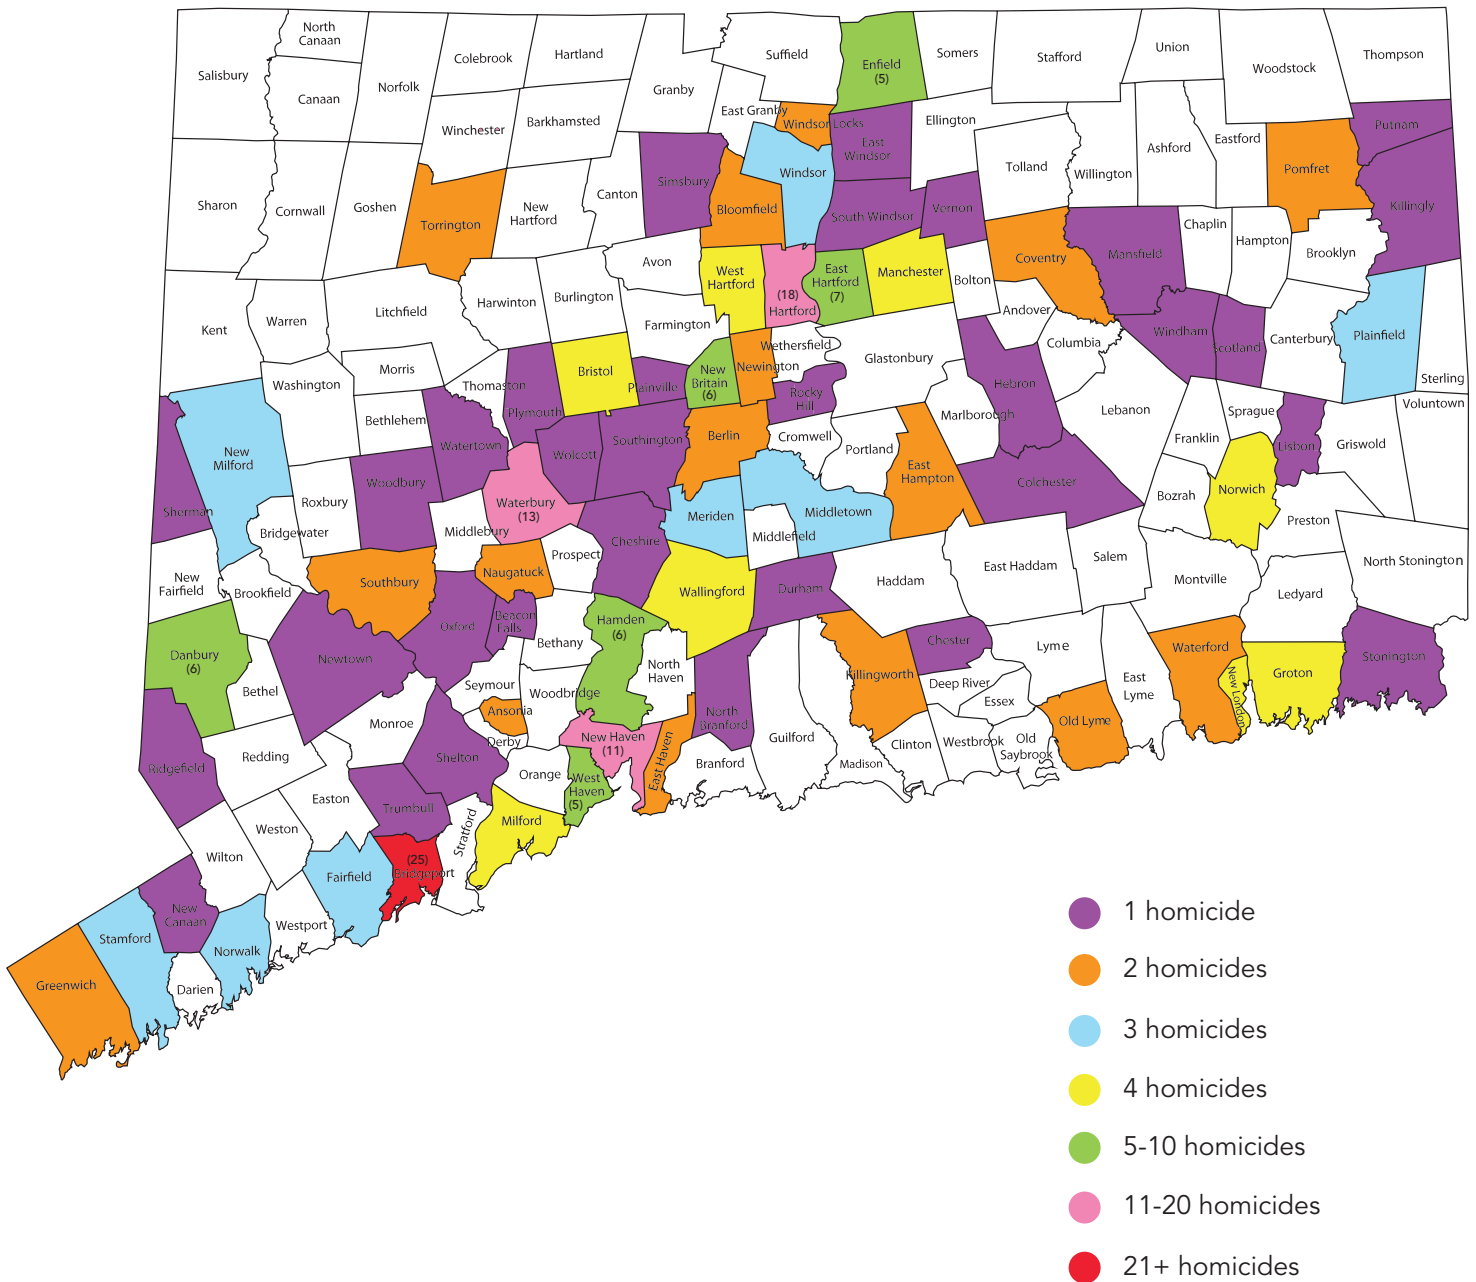 North
Canaan
Salisbury
Canaan
Norfolk
Colebrook
Hartland
Winchester
Barkhamsted
Granby
Suffield
East Granby
Windsor Locks
Enfield
(5)
Somers
Stafford
Union
Woodstock
Thompson
East
Windsor
Ellington
Tolland
Willington
Ashford
Eastford
Pomfret
Putnam
Killingly
Sharon
Cornwall
Goshen
Torrington
New
Hartford
Canton
Simsbury
Bloomfield
Windsor
South Windsor
Vernon
Coventry
Mansfield
Chaplin
Hampton
Brooklyn
Kent
Warren
Litchfield
Harwinton
Burlington
Avon
Farmington
West
Hartford
(18)
Hartford
East
Hartford
(7)
Manchester
Bolton
Andover
Columbia
Windham
Scotland
Canterbury
Plainfield
Sterling
Washington
Morris
Bethlehem
Thomaston
Plymouth
Bristol
Plainville
New
Britain
(6)
Newington
Wethersfield
Rocky
Hill
Glastonbury
Hebron
Marlborough
Lebanon
Franklin
Sprague
Lisbon
Griswold
Voluntown
New
Milford
Sherman
Roxbury
Bridgewater
Woodbury
Watertown
Waterbury
(13)
Wolcott
Southington
Berlin
Cromwell
Portland
East
Hampton
Colchester
Bozrah
Norwich
Preston
North Stonington
New
Fairfield
Brookfield
Southbury
Middlebury
Naugatuck
Prospect
Cheshire
Meriden
Middlefield
Middletown
Wallingford
Durham
Haddam
East Haddam
Salem
Montville
Ledyard
Danbury
(6)
Bethel
Newtown
Oxford
Beacon
Falls
Bethany
Hamden
(6)
North
Haven
Seymour
Woodbridge
Ansonia
Derby
North
Branford
Killingworth
Chester
Deep River
Essex
Lyme
East
Lyme
Old Lyme
Waterford
New London
Groton
Stonington
Ridgefield
Redding
Monroe
Shelton
Orange
New Haven
(11)
West
Haven
(5)
East Haven
Branford
Guilford
Madison
Clinton
Westbrook
Old
Saybrook
Easton
Weston
Wilton
Trumbull
Stratford
Milford
(25)
Bridgeport
Fairfield
Westport
Norwalk
New
Canaan
Darien
Stamford
Greenwich
1 homicide
2 homicides
3 homicides
4 homicides
5-10 homicides
11-20 homicides
21+ homicides